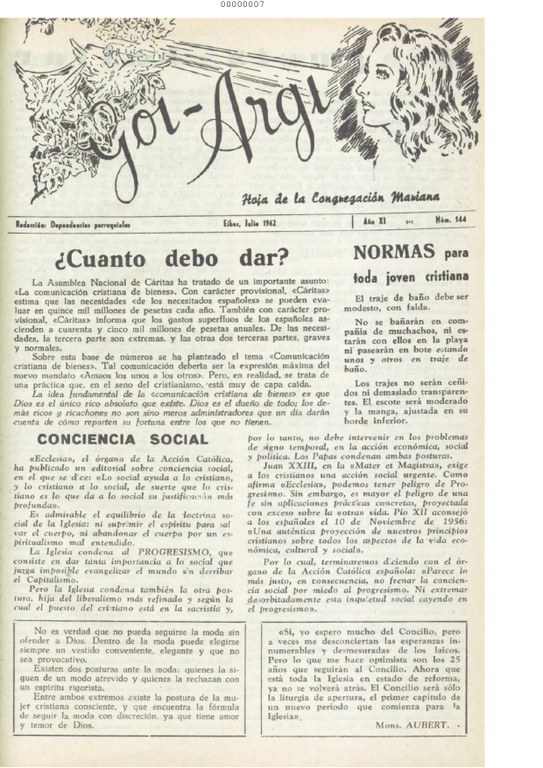 00000007
Goi-Argi
Hoja de la Congregación Mariana
Redacción: Dependencias parroquiales
Eibar, Julio 1962
Año XI
Núm. 144
¿Cuanto debo dar?
La Asamblea Nacional de Cáritas ha tratado de un importante asunto:
«La comunicación cristiana de bienes». Con carácter provisional, «Cáritas»
estima que las necesidades «de los necesitados españoles» se pueden eva-
luar en quince mil millones de pesetas cada año. También con carácter pro-
visional, «Cáritas» informa que los gastos superfluos de los españoles as-
cienden a cuarenta y cinco mil millones de pesetas anuales. De las necesi-
dades, la tercera parte son extremas, y las otras dos terceras partes, graves
y normales.
Sobre esta base de números se ha planteado el tema «Comunicación
cristiana de bienes». Tal comunicación debería ser la expresión máxima del
nuevo mandato «Amaos los unos a los otros». Pero, en realidad, se trata de
una práctica que, en el seno del cristianismo, está muy de capa caída.
La idea fundamental de la «comunicación cristiana de bienes» es que
Dios es el único rico absoluto que existe. Dios es el dueño de todo; los de-
más ricos y ricachones no son sino meros administradores que un día darán
cuenta de cómo reparten su fortuna entre los que no tienen.
NORMAS para
toda joven cristiana
El traje de baño debe ser
modesto, con falda.
No se bañarán en com-
pañía de muchachos, ni es-
tarán con ellos en la playa
ni pasearán en bote estando
unos y otros en traje de
baño.
Los trajes no serán ceñi-
dos ni demasiado transparen-
tes. El escote será moderado
y la manga, ajustada en su
borde inferior.
CONCIENCIA SOCIAL
«Ecclesia», el órgano de la Acción Católica,
ha publicado un editorial sobre conciencia social,
en el que se dice: «Lo social ayuda a lo cristiano,
y lo cristiano a lo social, de suerte que lo cris-
tiano es lo que da a lo social su justificación más
profunda».
Es admirable el equilibrio de la doctrina so-
cial de la Iglesia: ni suprimir el espíritu para sal
var el cuerpo, ni abandonar el cuerpo por un es-
piritualismo mal entendido.
La Iglesia condena al PROGRESISMO, que
consiste en dar tanta importancia a lo social que
juzga imposible evangelizar el mundo sin derribar
el Capitalismo.
Pero la Iglesia condena también la otra pos-
tura, hija del liberalismo más refinado y según la
cual el puesto del cristiano está en la sacristía y,
por lo tanto, no debe intervenir en los problemas
de signo temporal, en la acción económica, social
y política. Los Papas condenan ambas posturas.
Juan XXIII, en la «Mater et Magistra», exige
a los cristianos una acción social urgente. Como
afirma «Ecclesia», podemos tener peligro de Pro-
gresismo. Sin embargo, es mayor el peligro de una
fe sin aplicaciones prácticas concretas, proyectada
con exceso sobre la «otra» vida. Pío XII aconsejó
a los españoles el 10 de Noviembre de 1956:
«Una auténtica proyección de nuestros principios
cristianos sobre todos los aspectos de la vida eco-
nómica, cultural y social».
Por lo cual, terminaremos diciendo con el ór-
gano de la Acción Católica española: «Parece lo
más justo, en consecuencia, no frenar la concien-
cia social por miedo al progresismo. Ni extremar
desorbitadamente esta inquietud social cayendo en
el progresismo».
No es verdad que no pueda seguirse la moda sin
ofender a Dios. Dentro de la moda puede elegirse
siempre un vestido conveniente, elegante y que no
sea provocativo.
Existen dos posturas ante la moda: quienes la si-
guen de un modo atrevido y quienes la rechazan con
un espíritu rigorista.
Entre ambos extremos existe la postura de la mu-
jer cristiana consciente, y que encuentra la fórmula
de seguir la moda con discreción, ya que tiene amor
y temor de Dios.
«Sí, yo espero mucho del Concilio, pero
a veces me desconciertan las esperanzas in-
numerables y desmesuradas de los laicos.
Pero lo que me hace optimista son los 25
años que seguirán al Concilio. Ahora que
está toda la Iglesia en estado de reforma,
ya no se volverá atrás. El Concilio será sólo
la liturgia de apertura, el primer capítulo de
un nuevo periodo que comienta para la
Iglesia».
Mons. AUBERT.